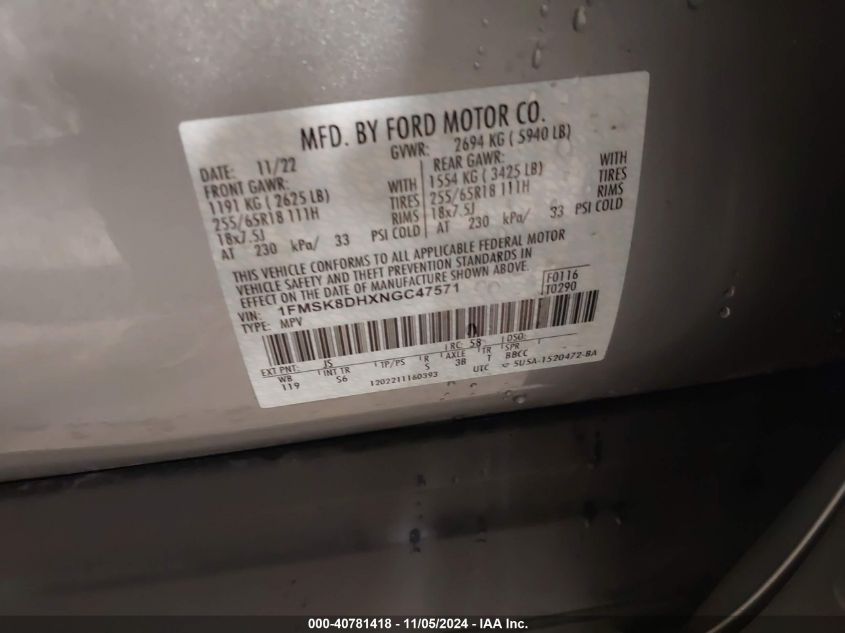 MFD. BY FORD MOTOR CO.
DATE: 11/22 GVWR: 2694 KG ( 5940 LB)
FRONT GAWR: REAR GAWR:
1191 KG ( 2625 LB) WITH 1554 KG ( 3425 LB) WITH
255/65R18 111H TIRES 255/65R18 111H TIRES
18x7.5J RIMS 18x7.5J RIMS
AT 230 kPa/ 33 PSI COLD AT 230 kPa/ 33 PSI COLD
THIS VEHICLE CONFORMS TO ALL APPLICABLE FEDERAL MOTOR
VEHICLE SAFETY AND THEFT PREVENTION STANDARDS IN
EFFECT ON THE DATE OF MANUFACTURE SHOWN ABOVE.
VIN: 1FMSK8DHXNGC47571 F0116
TYPE: MPV T0290
EXT PNT: JS RC: 58 DSO:
WB INT TR TP/PS R AXLE TR SPR
119 S6 S 3B T BBCC
1202211160393 UTC 5U5A-1520472-BA
000-40781418 - 11/05/2024 - IAA Inc.